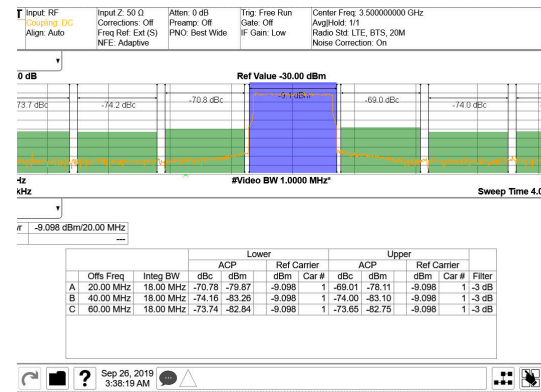 Input: RF
Coupling: DC
Align: Auto
Input Z: 50 Ω
Corrections: Off
Freq Ref: Ext (S)
NFE: Adaptive
Atten: 0 dB
Preamp: Off
PNO: Best Wide
Trig: Free Run
Gate: Off
IF Gain: Low
Center Freq: 3.500000000 GHz
Avg|Hold: 1/1
Radio Std: LTE, BTS, 20M
Noise Correction: On
0 dB
Ref Value -30.00 dBm
73.7 dBc
-74.2 dBc
-70.8 dBc
-9.1 dBm
-69.0 dBc
-74.0 dBc
Hz
#Video BW 1.0000 MHz*
kHz
Sweep Time 4.0
-9.098 dBm/20.00 MHz
---
Lower Upper
ACP Ref Carrier ACP Ref Carrier
Offs Freq Integ BW dBc dBm dBm Car # dBc dBm dBm Car # Filter
A 20.00 MHz 18.00 MHz -70.78 -79.87 -9.098 1 -69.01 -78.11 -9.098 1 -3 dB
B 40.00 MHz 18.00 MHz -74.16 -83.26 -9.098 1 -74.00 -83.10 -9.098 1 -3 dB
C 60.00 MHz 18.00 MHz -73.74 -82.84 -9.098 1 -73.65 -82.75 -9.098 1 -3 dB
?
Sep 26, 2019
3:38:19 AM